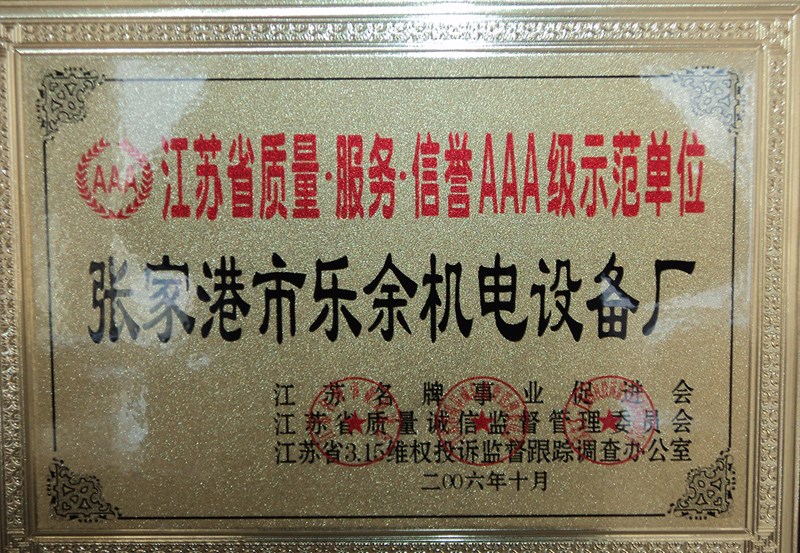 AAA 江苏省质量·服务·信誉AAA级示范单位
张家港市乐余机电设备厂
江苏名牌事业促进会
江苏省质量诚信监督管理委员会
江苏省3.15维权投诉监督跟踪调查办公室
二00六年十月